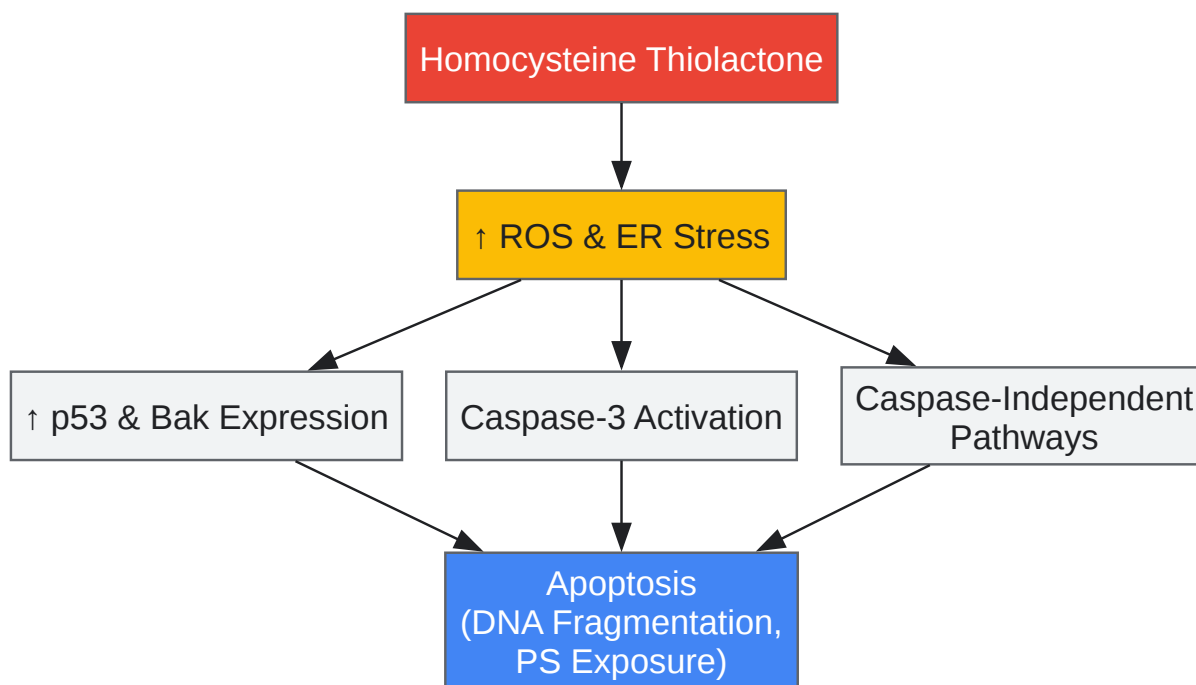 Homocysteine Thiolactone
↑ ROS & ER Stress
↑ p53 & Bak Expression
Caspase-3 Activation
Caspase-Independent
Pathways
Apoptosis
(DNA Fragmentation,
PS Exposure)